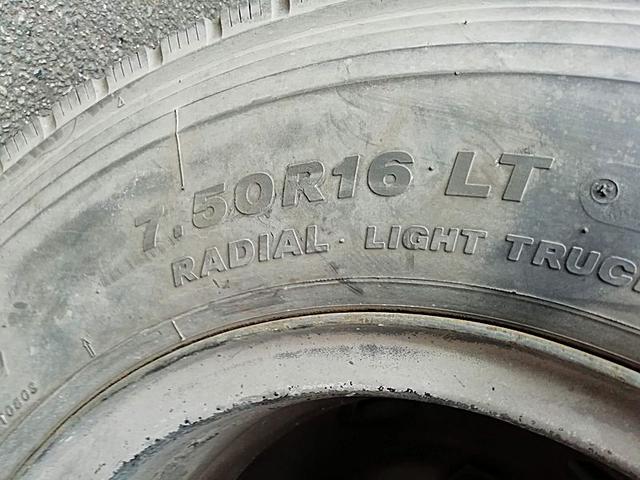 7.50R16 LT
RADIAL · LIGHT TRUC